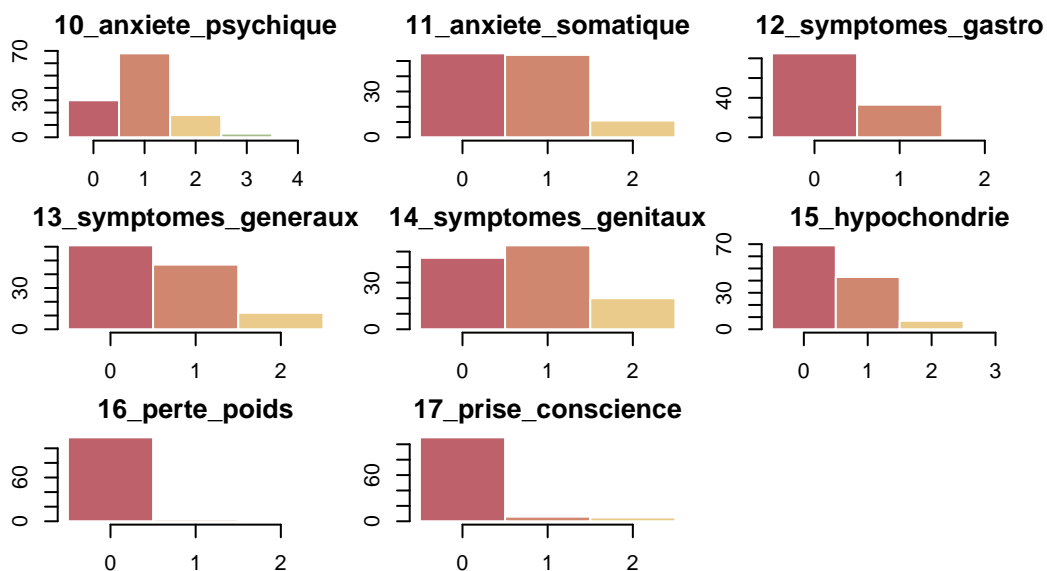 10_anxiete_psychique
70
30
0
0 1 2 3 4
11_anxiete_somatique
30
0
0 1 2
12_symptomes_gastro
40
0
0 1 2
13_symptomes_generaux
30
0
0 1 2
14_symptomes_genitaux
30
0
0 1 2
15_hypochondrie
70
30
0
0 1 2 3
16_perte_poids
60
0
0 1 2
17_prise_conscience
60
0
0 1 2